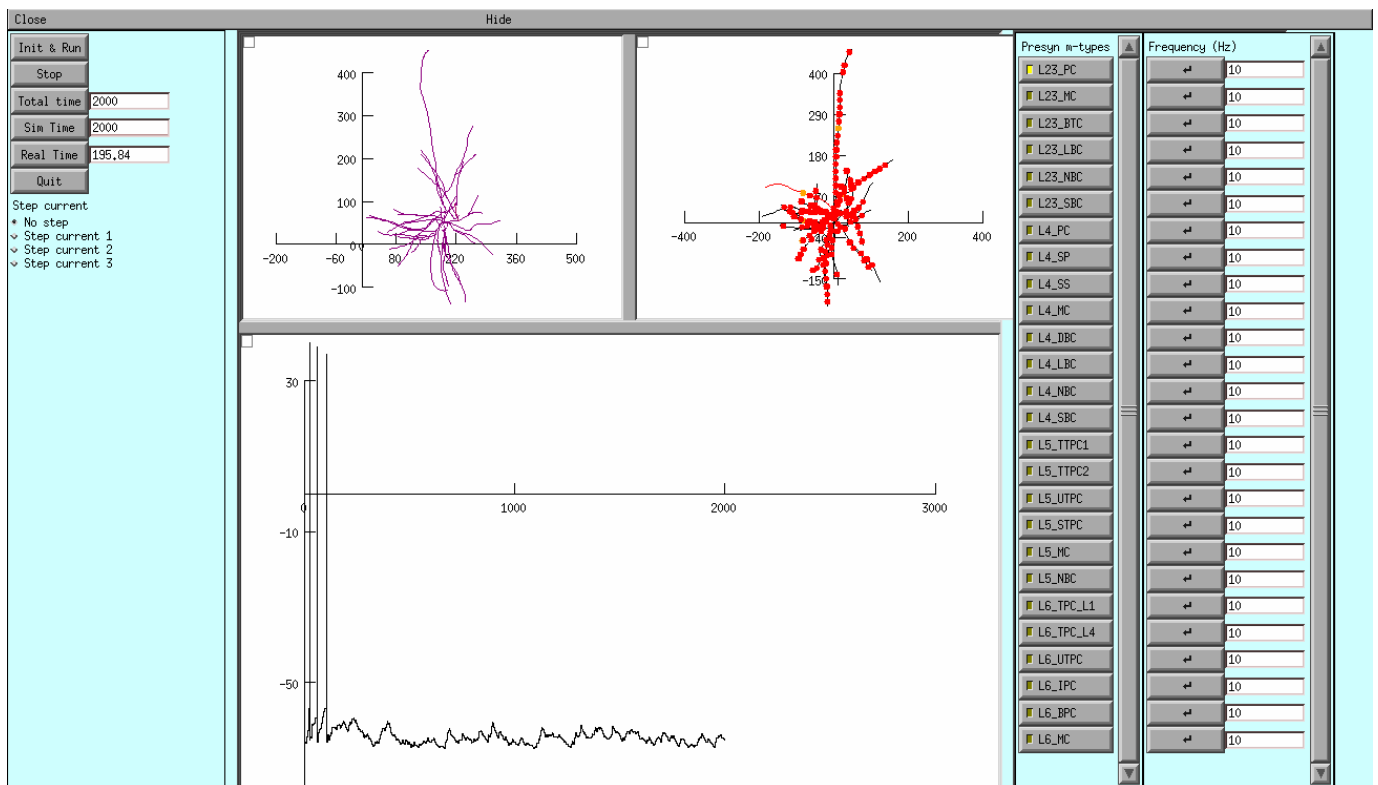 Close Hide
Init & Run
Stop
Total time 2000
Sim Time 2000
Real Time 195.84
Quit
Step current
No step
Step current 1
Step current 2
Step current 3
400
300
200
100
0
-100
-200 -60 80 220 360 500
400
290
180
70
-40
-150
-400 -200 200 400
30
-10
-50
0 1000 2000 3000
Presyn m-types Frequency (Hz)
L23_PC 10
L23_MC 10
L23_BTC 10
L23_LBC 10
L23_NBC 10
L23_SBC 10
L4_PC 10
L4_SP 10
L4_SS 10
L4_MC 10
L4_DBC 10
L4_LBC 10
L4_NBC 10
L4_SBC 10
L5_TTPC1 10
L5_TTPC2 10
L5_UTPC 10
L5_STPC 10
L5_MC 10
L5_NBC 10
L6_TPC_L1 10
L6_TPC_L4 10
L6_UTPC 10
L6_IPC 10
L6_BPC 10
L6_MC 10